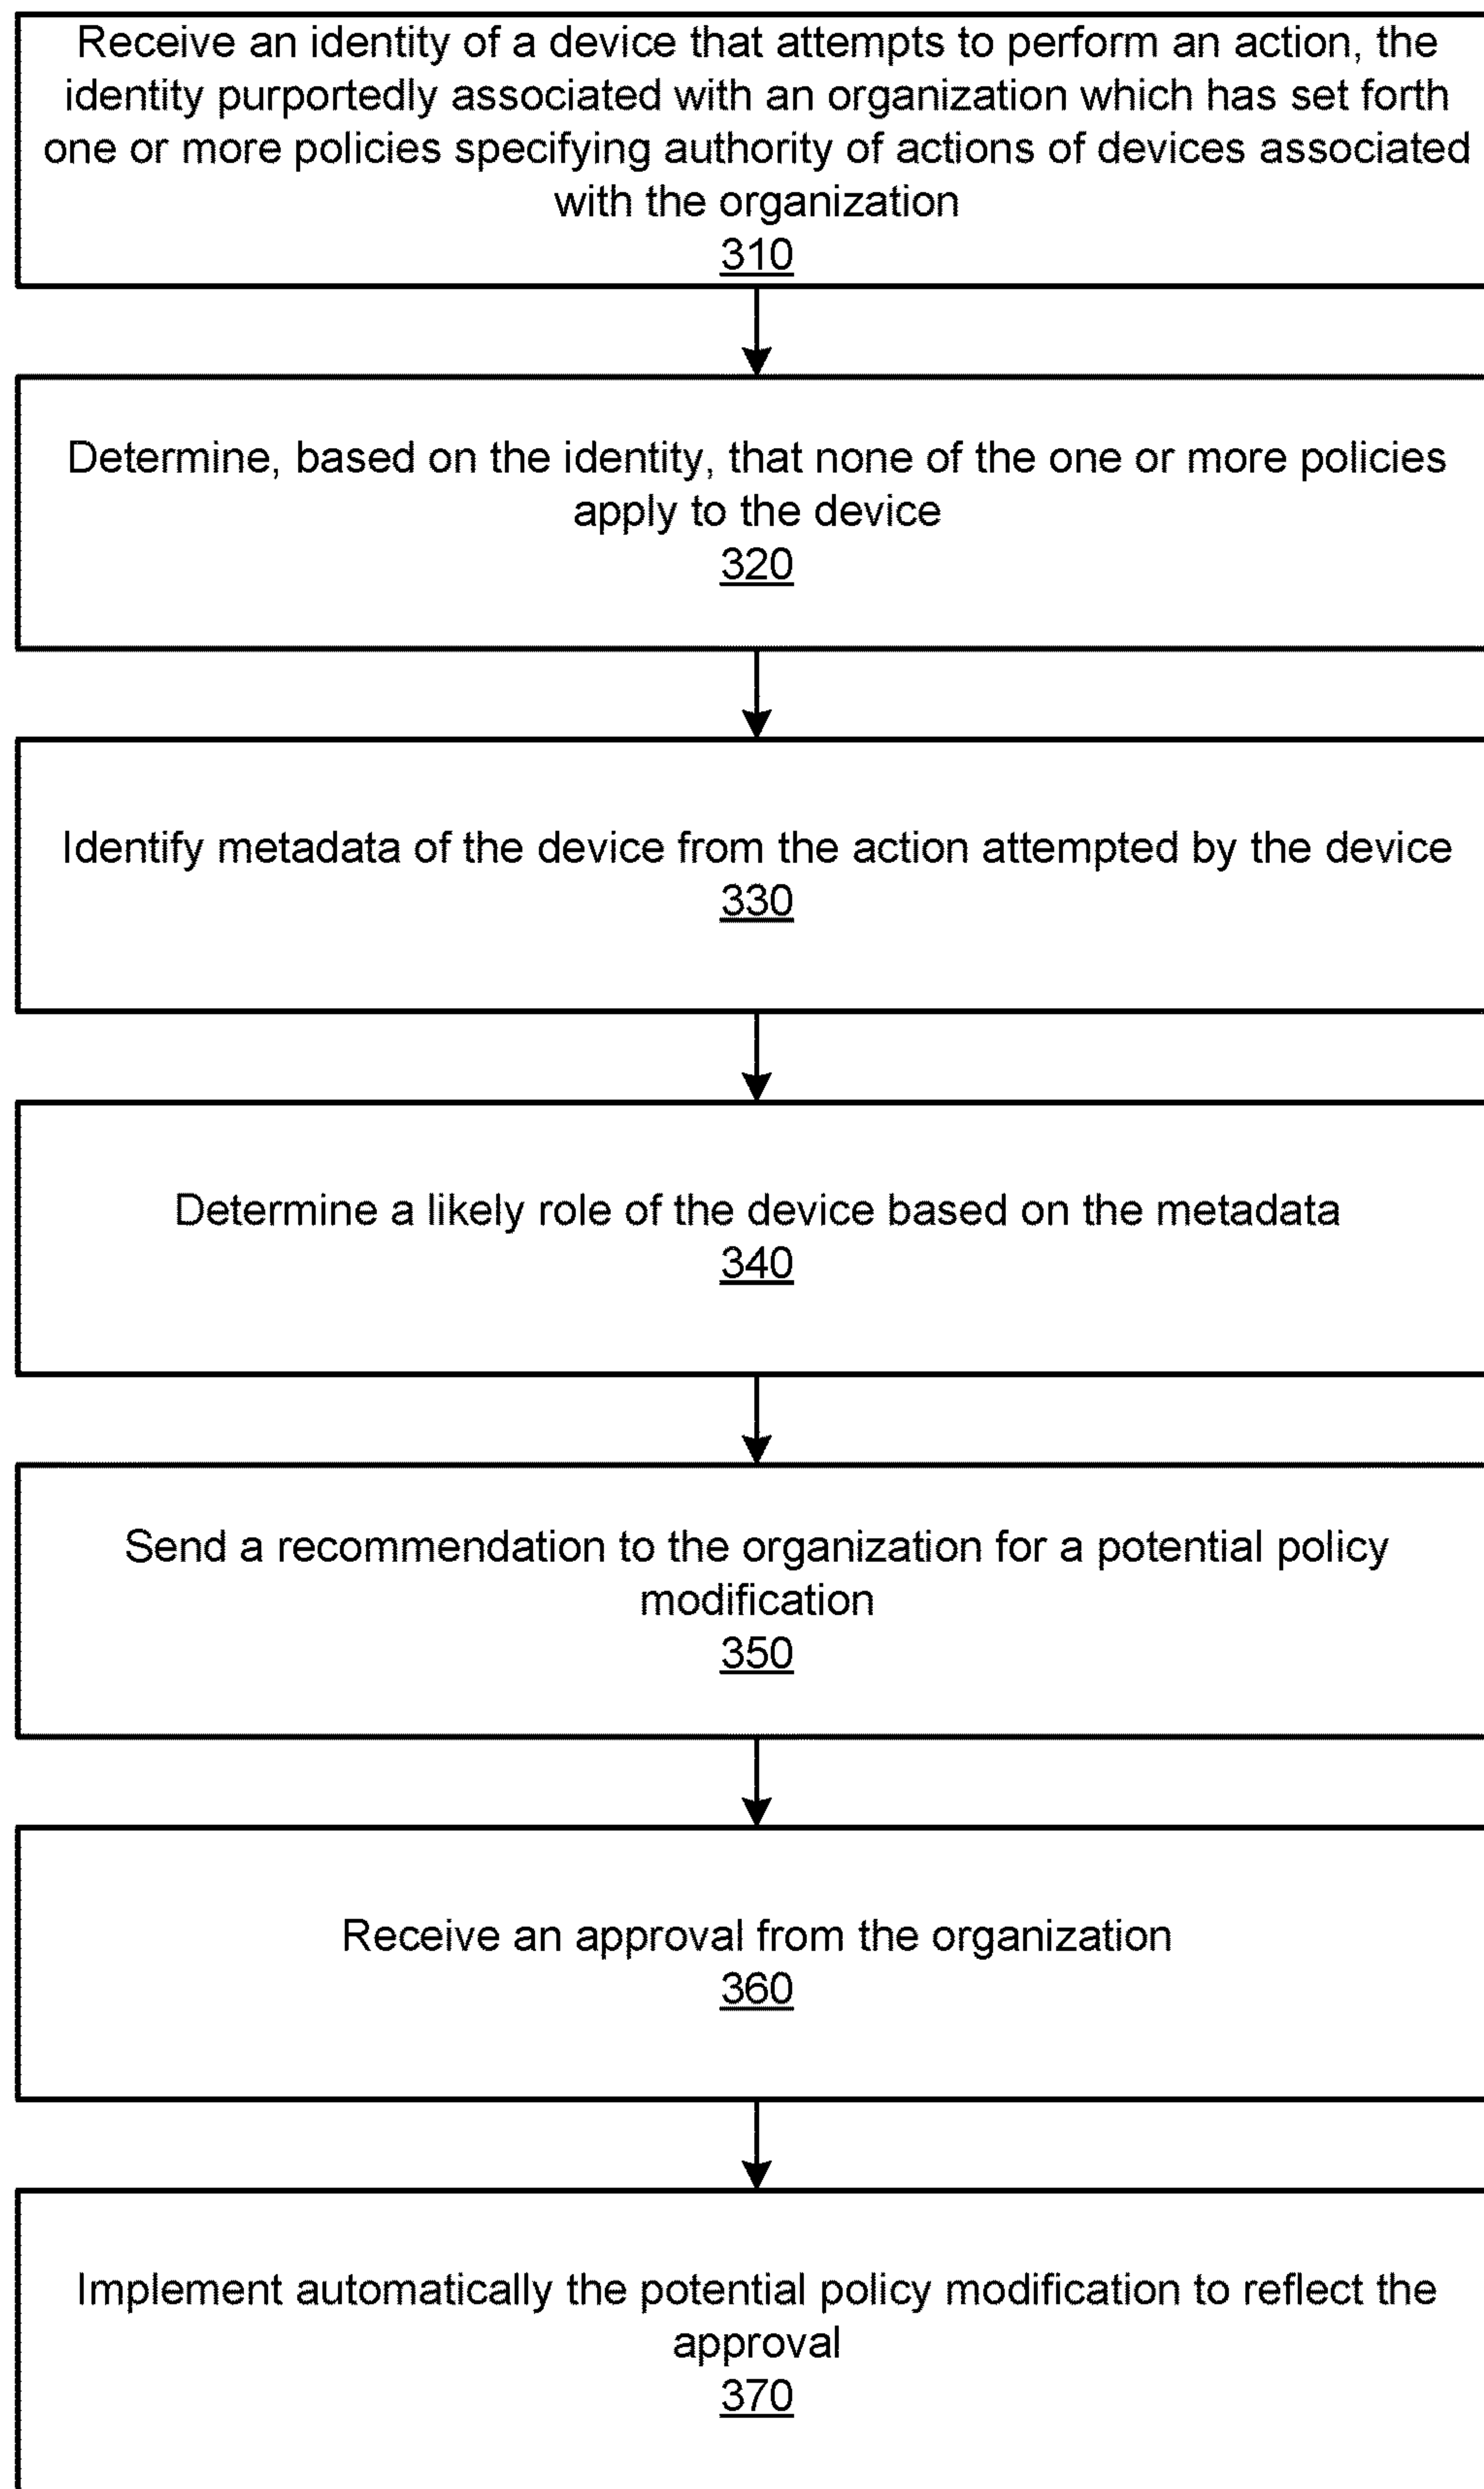 Receive an identity of a device that attempts to perform an action, the
identity purportedly associated with an organization which has set forth
one or more policies specifying authority of actions of devices associated
with the organization
310
Determine, based on the identity, that none of the one or more policies
apply to the device
320
Identify metadata of the device from the action attempted by the device
330
Determine a likely role of the device based on the metadata
340
Send a recommendation to the organization for a potential policy
modification
350
Receive an approval from the organization
360
Implement automatically the potential policy modification to reflect the
approval
370